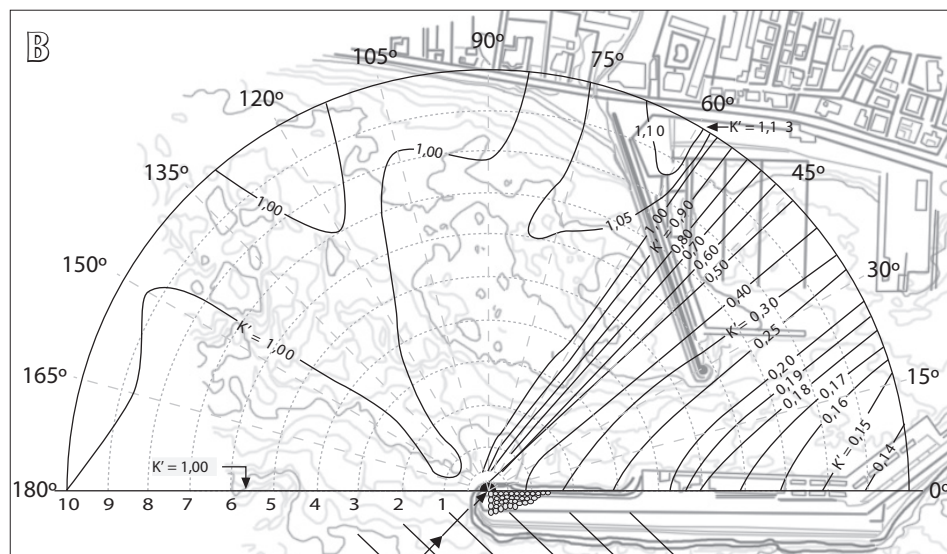 B
90º
105º
75º
120º
60º
1,10
K' = 1,1 3
1,00
135º
45º
1,00
1,00
1,05
K' = 0,90
0,80
0,70
0,60
0,50
150º
30º
0,40
K' = 0,30
0,25
K' = 1,00
165º
15º
0,20
0,19
0,18
0,17
0,16
K' = 0,15
0,14
K' = 1,00
180º
0º
10 9 8 7 6 5 4 3 2 1